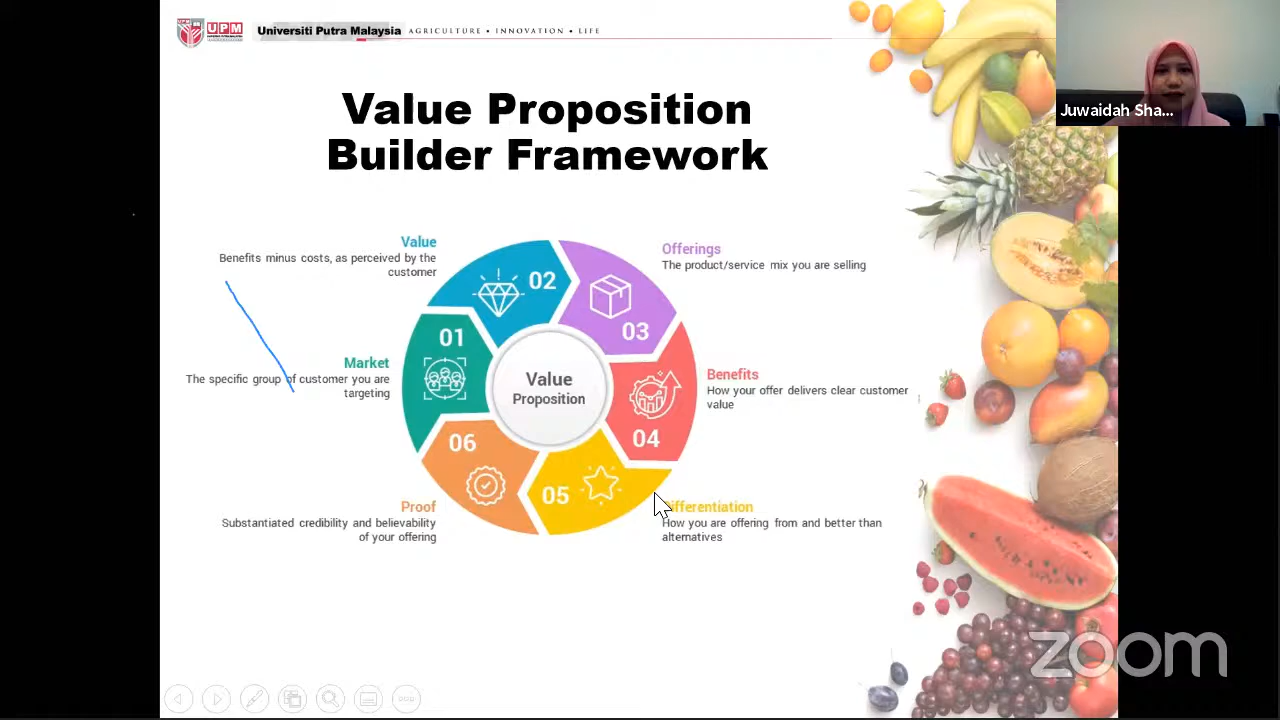 UPM
Universiti Putra Malaysia
AGRICULTURE • INNOVATION • LIFE
Juwaidah Sha...
Value Proposition
Builder Framework
Value
Benefits minus costs, as perceived by the
customer
Offerings
The product/service mix you are selling
02
03
01
Market
The specific group of customer you are
targeting
Value
Proposition
Benefits
How your offer delivers clear customer
value
04
06
05
Proof
Substantiated credibility and believability
of your offering
Differentiation
How you are offering from and better than
alternatives
zoom